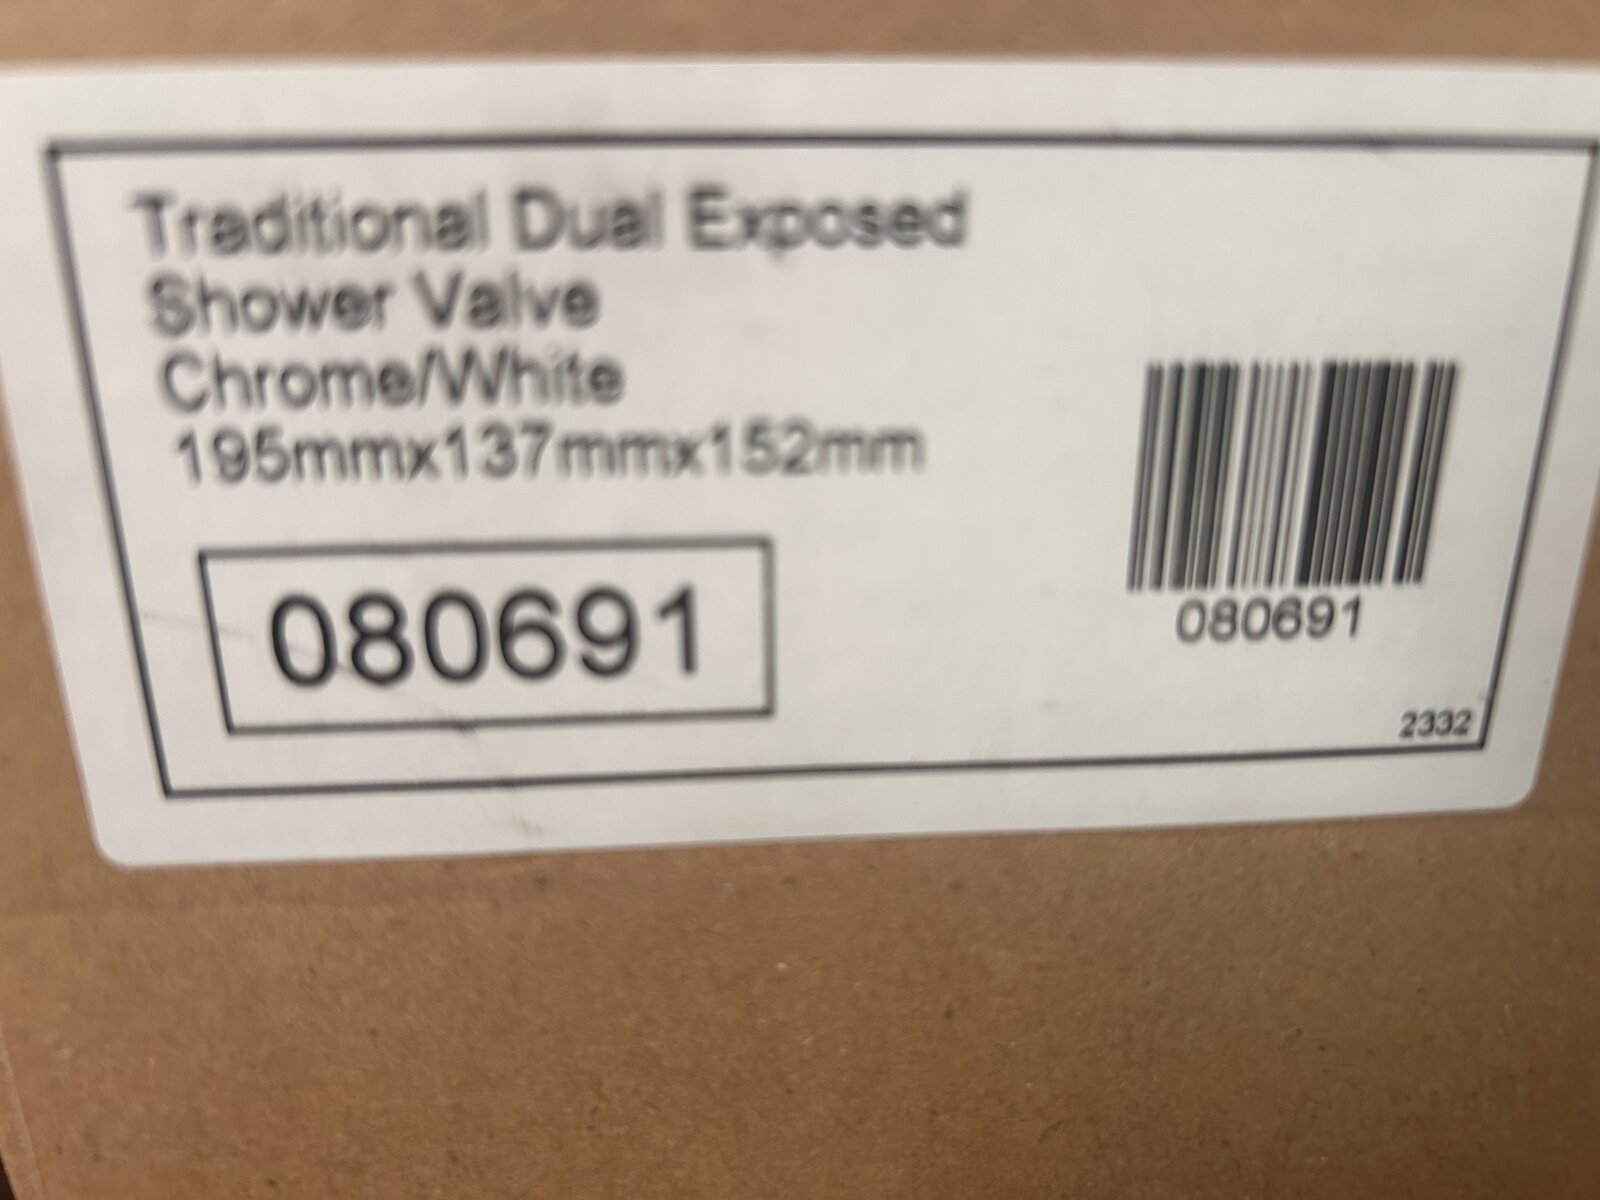 Traditional Dual Exposed
Shower Valve
Chrome/White
195mmx137mmx152mm
080691
080691
2332